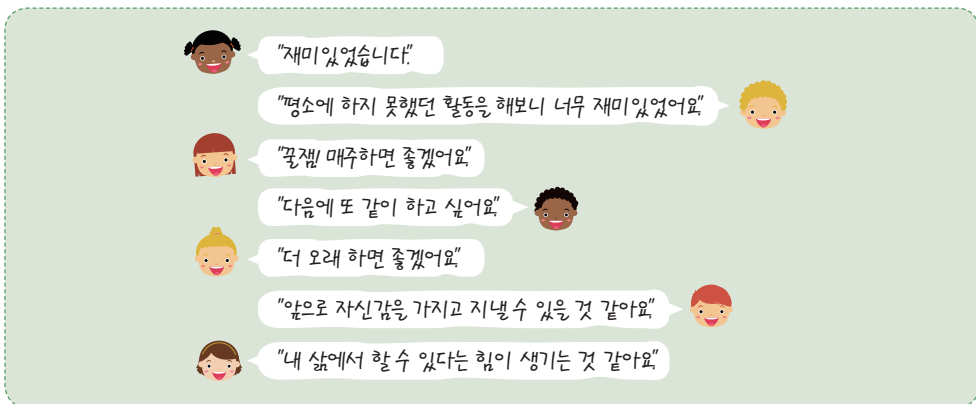 "재미있었습니다."
"평소에 하지 못했던 활동을 해보니 너무 재미있었어요."
"꿀잼! 매주하면 좋겠어요."
"다음에 또 같이 하고 싶어요."
"더 오래 하면 좋겠어요."
"앞으로 자신감을 가지고 지낼 수 있을 것 같아요."
"내 삶에서 할 수 있다는 힘이 생기는 것 같아요."